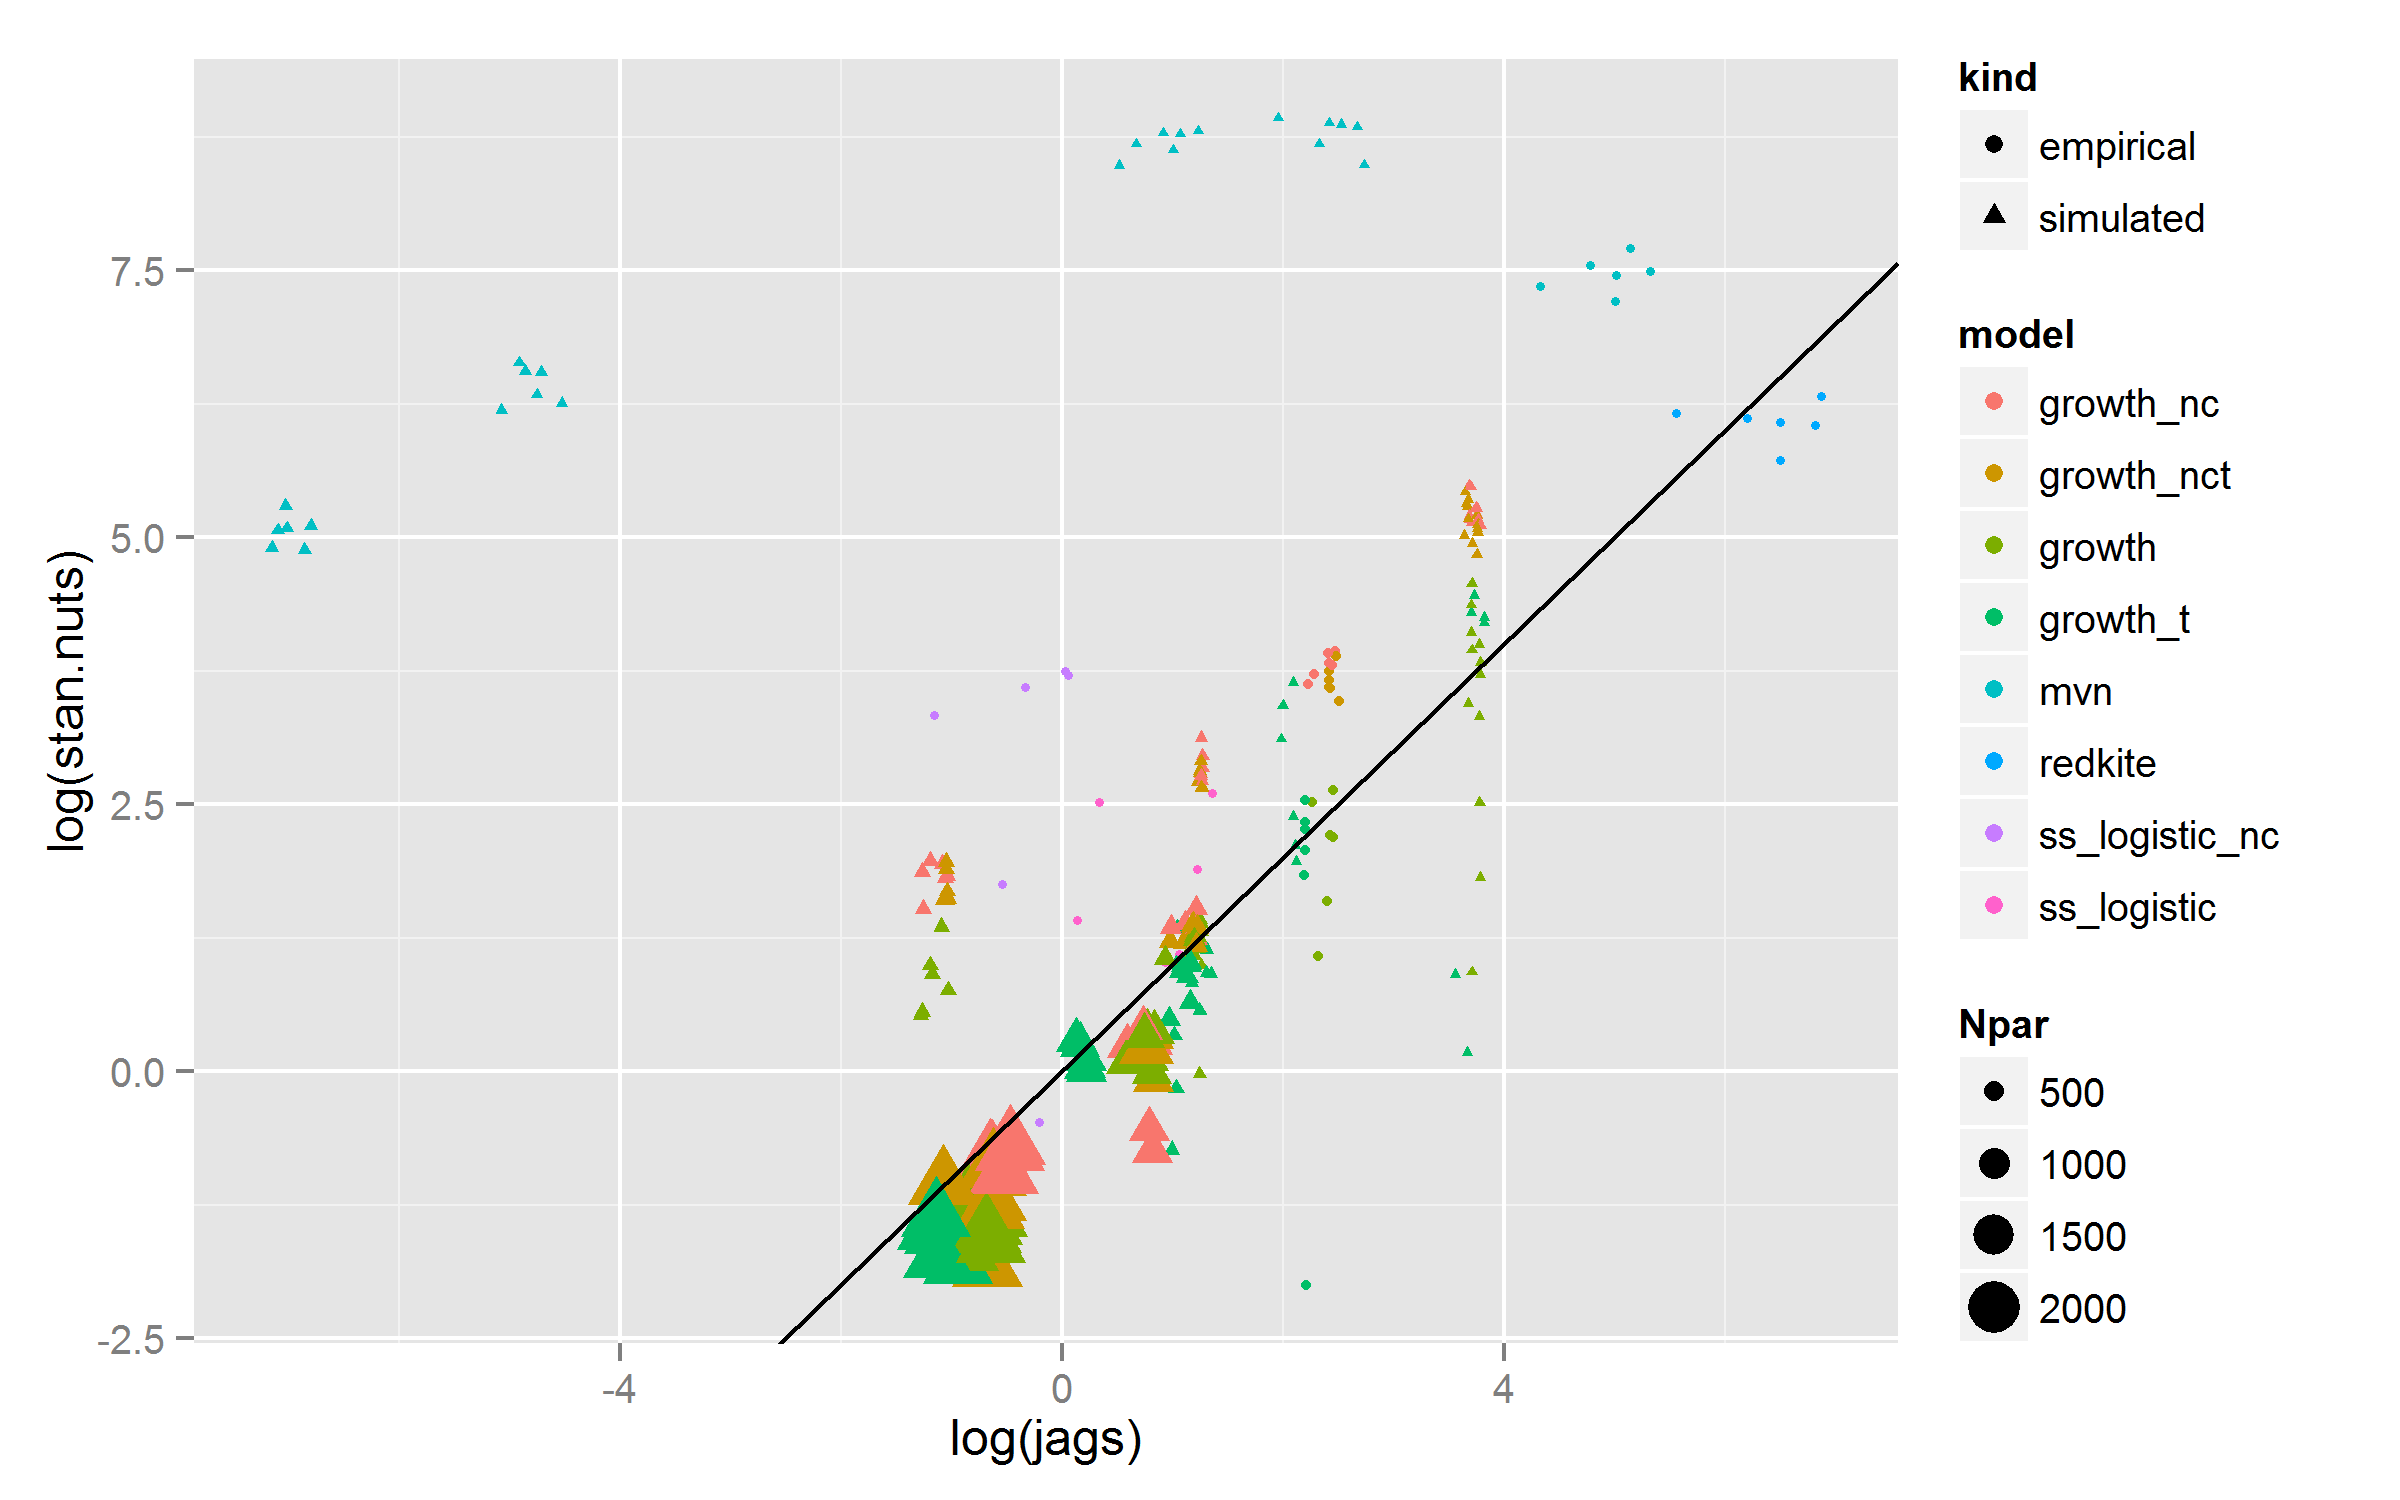 log(stan.nuts)
7.5
5.0
2.5
0.0
-2.5
-4
0
4
log(jags)
kind
empirical
simulated
model
growth_nc
growth_nct
growth
growth_t
mvn
redkite
ss_logistic_nc
ss_logistic
Npar
500
1000
1500
2000